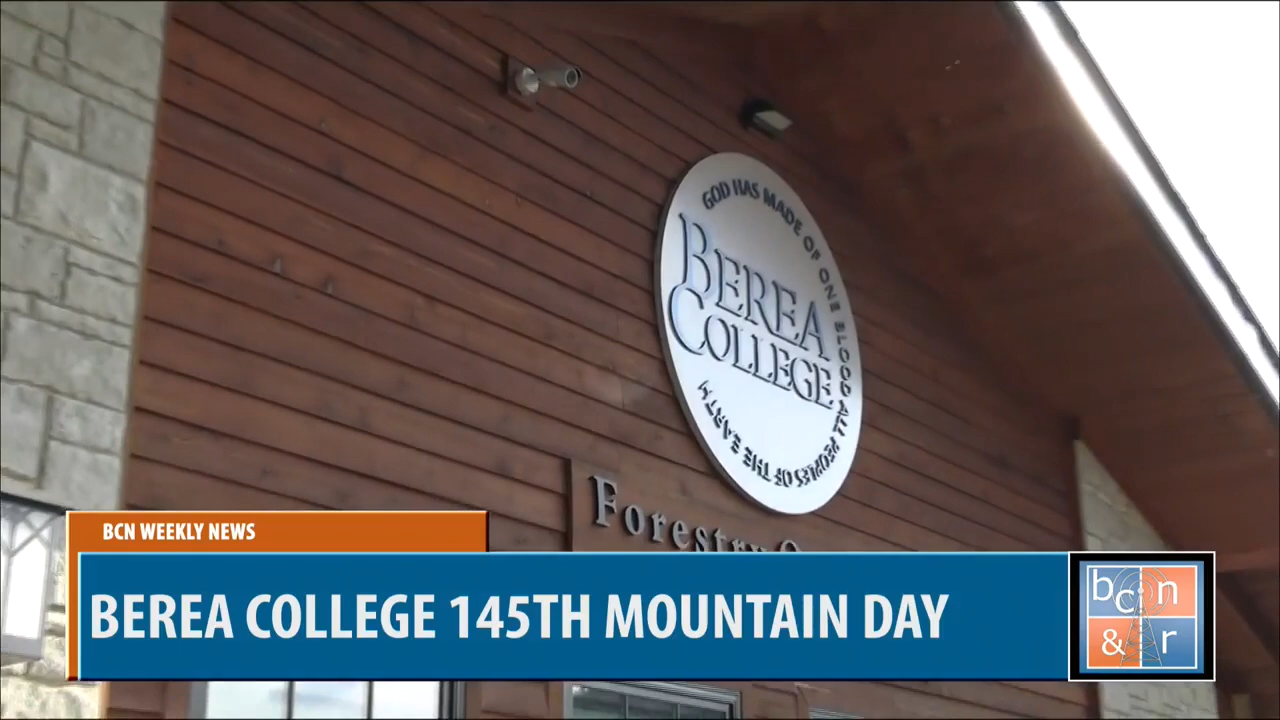 GOD HAS MADE OF ONE BLOOD ALL PEOPLES OF THE EARTH
BEREA
COLLEGE
Forestry
BCN WEEKLY NEWS
BEREA COLLEGE 145TH MOUNTAIN DAY
bcn
& r